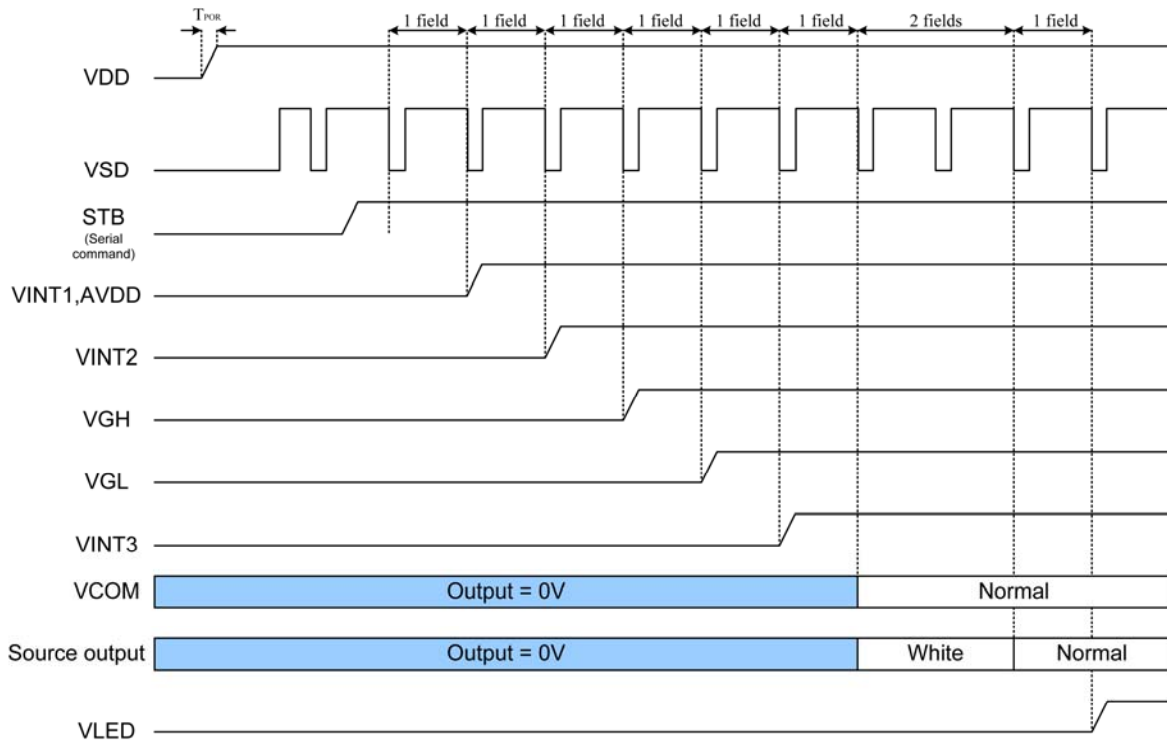 TPOR 1 field 1 field 1 field 1 field 1 field 1 field 2 fields 1 field
VDD
VSD
STB
(Serial
command)
VINT1,AVDD
VINT2
VGH
VGL
VINT3
VCOM Output = 0V Normal
Source output Output = 0V White Normal
VLED